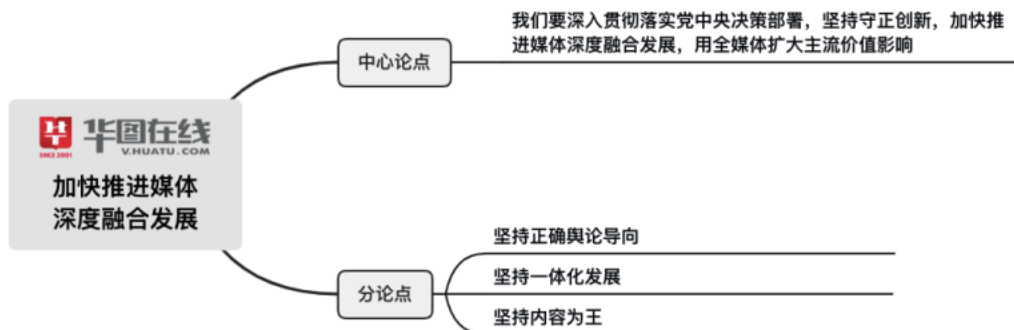 我们要深入贯彻落实党中央决策部署，坚持守正创新，加快推
进媒体深度融合发展，用全媒体扩大主流价值影响
中心论点
HT
SINCE 2001
华图在线
V.HUATU.COM
加快推进媒体
深度融合发展
坚持正确舆论导向
坚持一体化发展
分论点
坚持内容为王